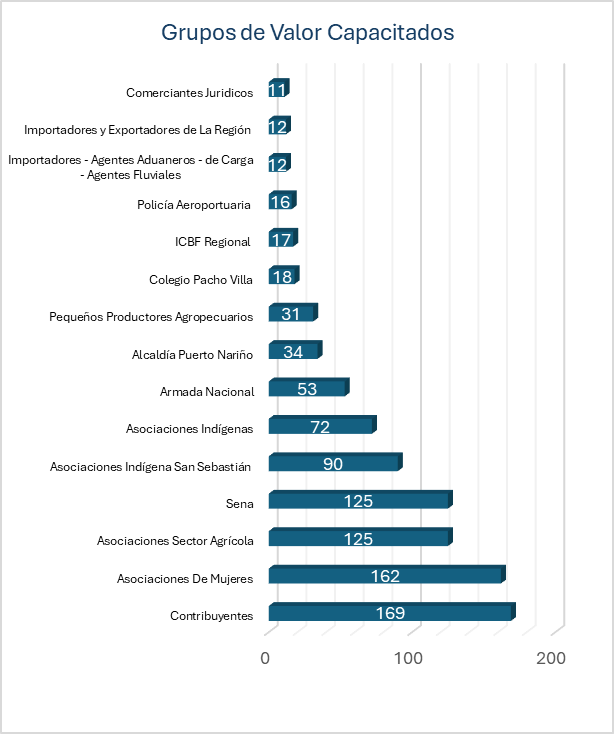 Grupos de Valor Capacitados
Comerciantes Juridicos 11
Importadores y Exportadores de La Región 12
Importadores - Agentes Aduaneros - de Carga
- Agentes Fluviales 12
Policía Aeroportuaria 16
ICBF Regional 17
Colegio Pacho Villa 18
Pequeños Productores Agropecuarios 31
Alcaldía Puerto Nariño 34
Armada Nacional 53
Asociaciones Indígenas 72
Asociaciones Indígena San Sebastián 90
Sena 125
Asociaciones Sector Agrícola 125
Asociaciones De Mujeres 162
Contribuyentes 169
0 100 200